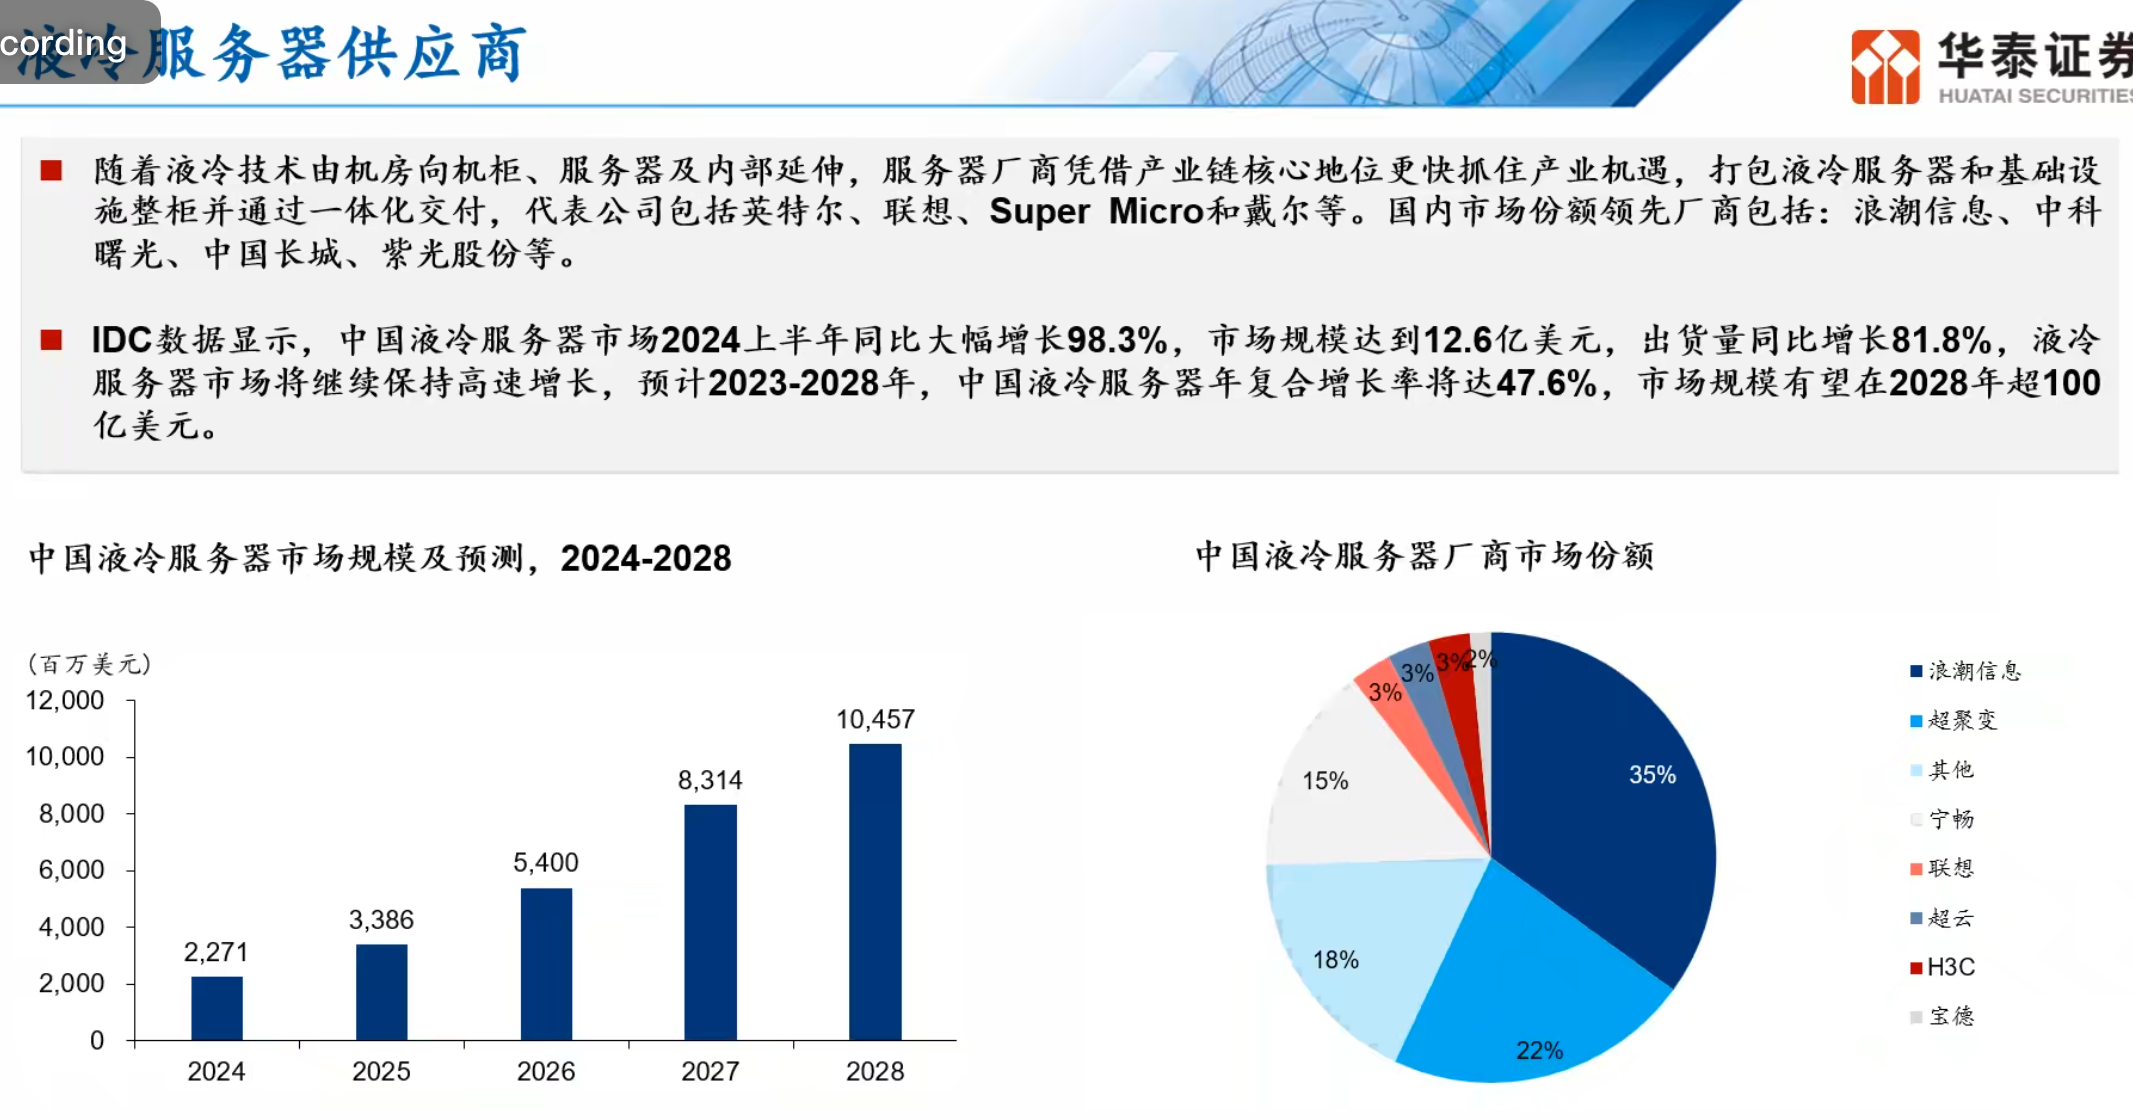 cording
液冷服务器供应商
华泰证券
HUATAI SECURITIES
随着液冷技术由机房向机柜、服务器及内部延伸，服务器厂商凭借产业链核心地位更快抓住产业机遇，打包液冷服务器和基础设
施整柜并通过一体化交付，代表公司包括英特尔、联想、Super Micro和戴尔等。国内市场份额领先厂商包括：浪潮信息、中科
曙光、中国长城、紫光股份等。
IDC数据显示，中国液冷服务器市场2024上半年同比大幅增长98.3%，市场规模达到12.6亿美元，出货量同比增长81.8%，液冷
服务器市场将继续保持高速增长，预计2023-2028年，中国液冷服务器年复合增长率将达47.6%，市场规模有望在2028年超100
亿美元。
中国液冷服务器市场规模及预测，2024-2028
（百万美元）
12,000
10,000
8,000
6,000
4,000
2,000
0
2,271
3,386
5,400
8,314
10,457
2024
2025
2026
2027
2028
中国液冷服务器厂商市场份额
35%
22%
18%
15%
3%
3%
3%
2%
浪潮信息
超聚变
其他
宁畅
联想
超云
H3C
宝德